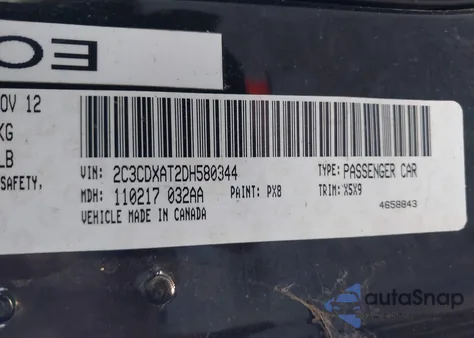 EO
OV 12
KG
LB
SAFETY,
VIN: 2C3CDXAT2DH580344
TYPE: PASSENGER CAR
MDH: 110217 032AA
PAINT: PX8
TRIM: X5X9
VEHICLE MADE IN CANADA
4658843
autoSnap